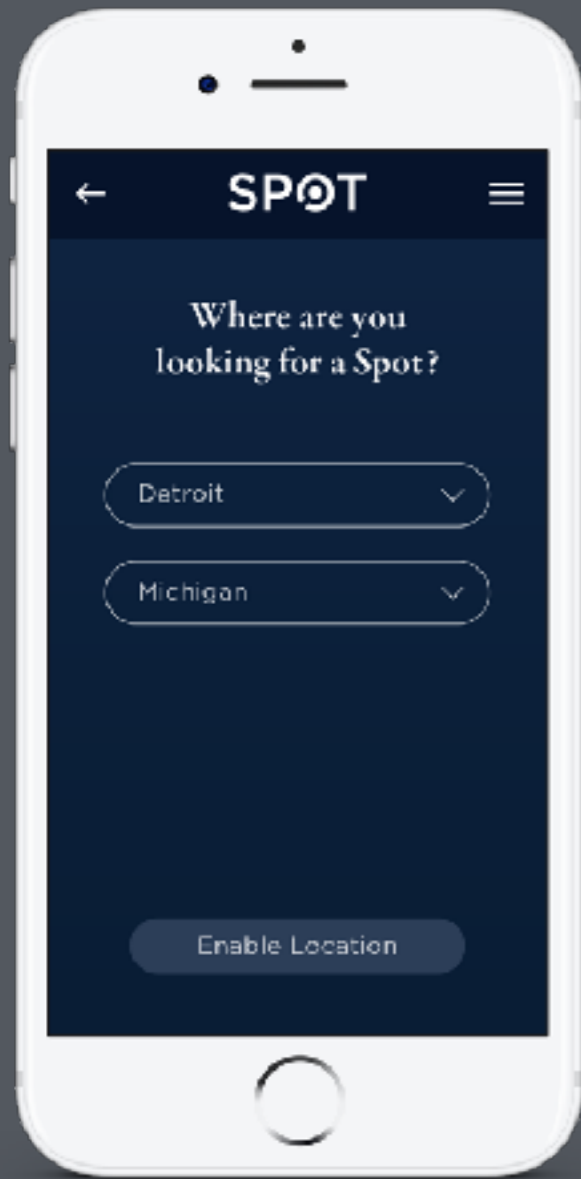 SPOT
Where are you
looking for a Spot?
Detroit
Michigan
Enable Location